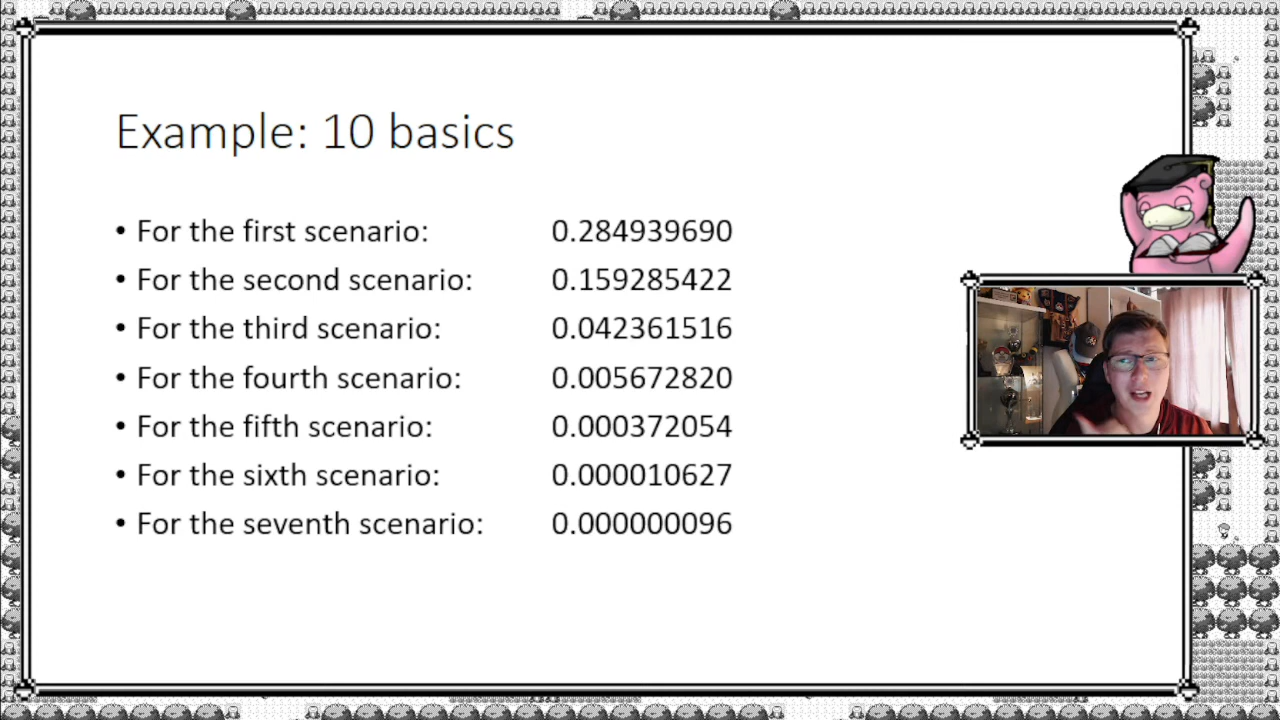 Example: 10 basics
• For the first scenario: 0.284939690
• For the second scenario: 0.159285422
• For the third scenario: 0.042361516
• For the fourth scenario: 0.005672820
• For the fifth scenario: 0.000372054
• For the sixth scenario: 0.000010627
• For the seventh scenario: 0.000000096